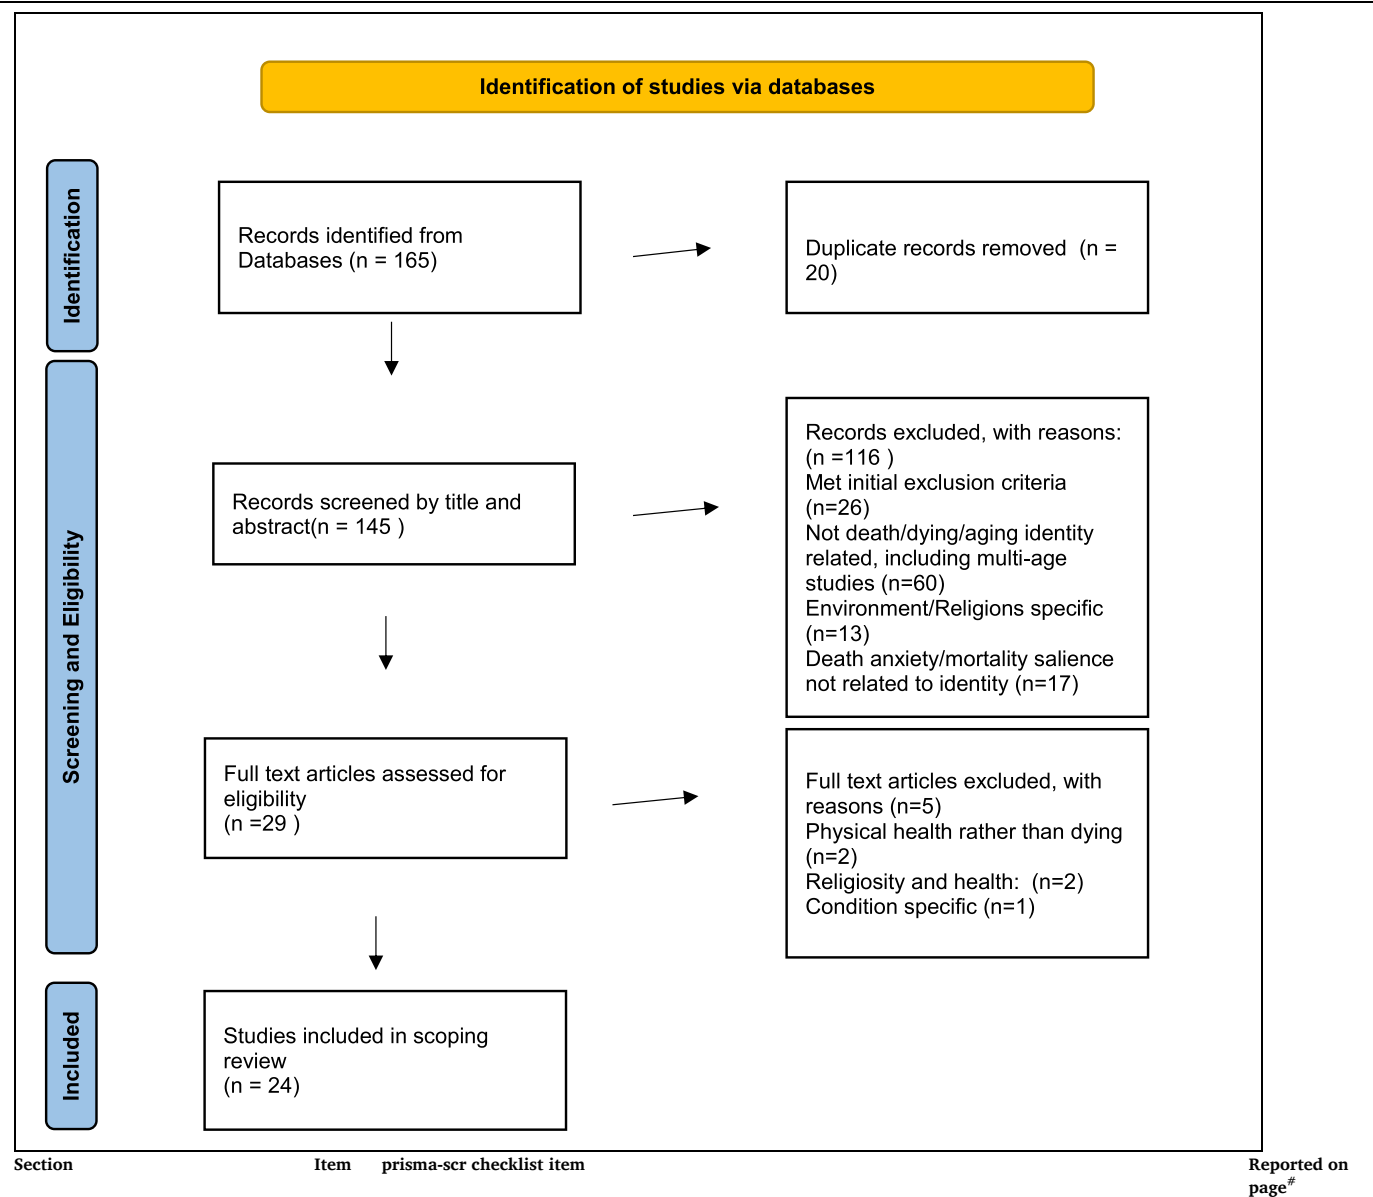 Identification of studies via databases
Identification
Records identified from
Databases (n = 165)
Duplicate records removed  (n =
20)
Screening and Eligibility
Records screened by title and
abstract(n = 145 )
Records excluded, with reasons:
(n =116 )
Met initial exclusion criteria
(n=26)
Not death/dying/aging identity
related, including multi-age
studies (n=60)
Environment/Religions specific
(n=13)
Death anxiety/mortality salience
not related to identity (n=17)
Full text articles assessed for
eligibility
(n =29 )
Full text articles excluded, with
reasons (n=5)
Physical health rather than dying
(n=2)
Religiosity and health:  (n=2)
Condition specific (n=1)
Included
Studies included in scoping
review
(n = 24)
Section Item prisma-scr checklist item Reported on
page#